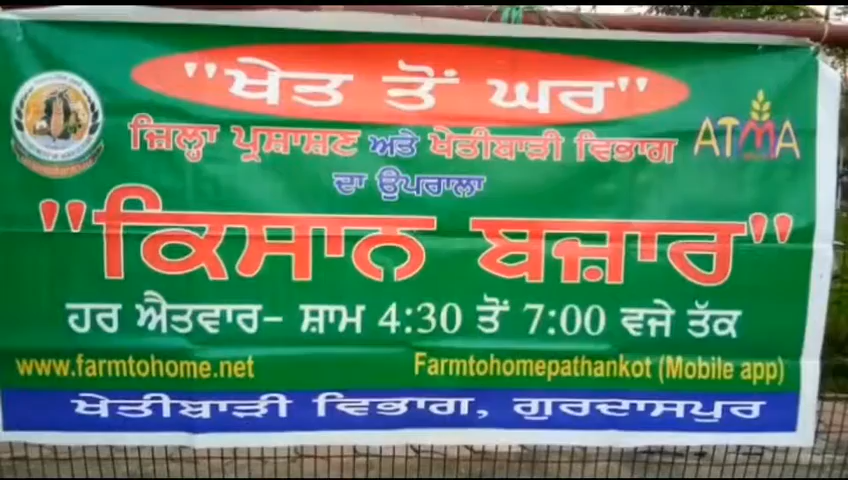 "ਖੇਤ ਤੋਂ ਘਰ"
ਜ਼ਿਲ੍ਹਾ ਪ੍ਰਸ਼ਾਸ਼ਣ ਅਤੇ ਖੇਤੀਬਾੜੀ ਵਿਭਾਗ
ATMA
ਦਾ ਉਪਰਾਲਾ
"ਕਿਸਾਨ ਬਜ਼ਾਰ"
ਹਰ ਐਤਵਾਰ- ਸ਼ਾਮ 4:30 ਤੋਂ 7:00 ਵਜੇ ਤੱਕ
www.farmtohome.net
Farmtohomepathankot (Mobile app)
ਖੇਤੀਬਾੜੀ ਵਿਭਾਗ, ਗੁਰਦਾਸਪੁਰ